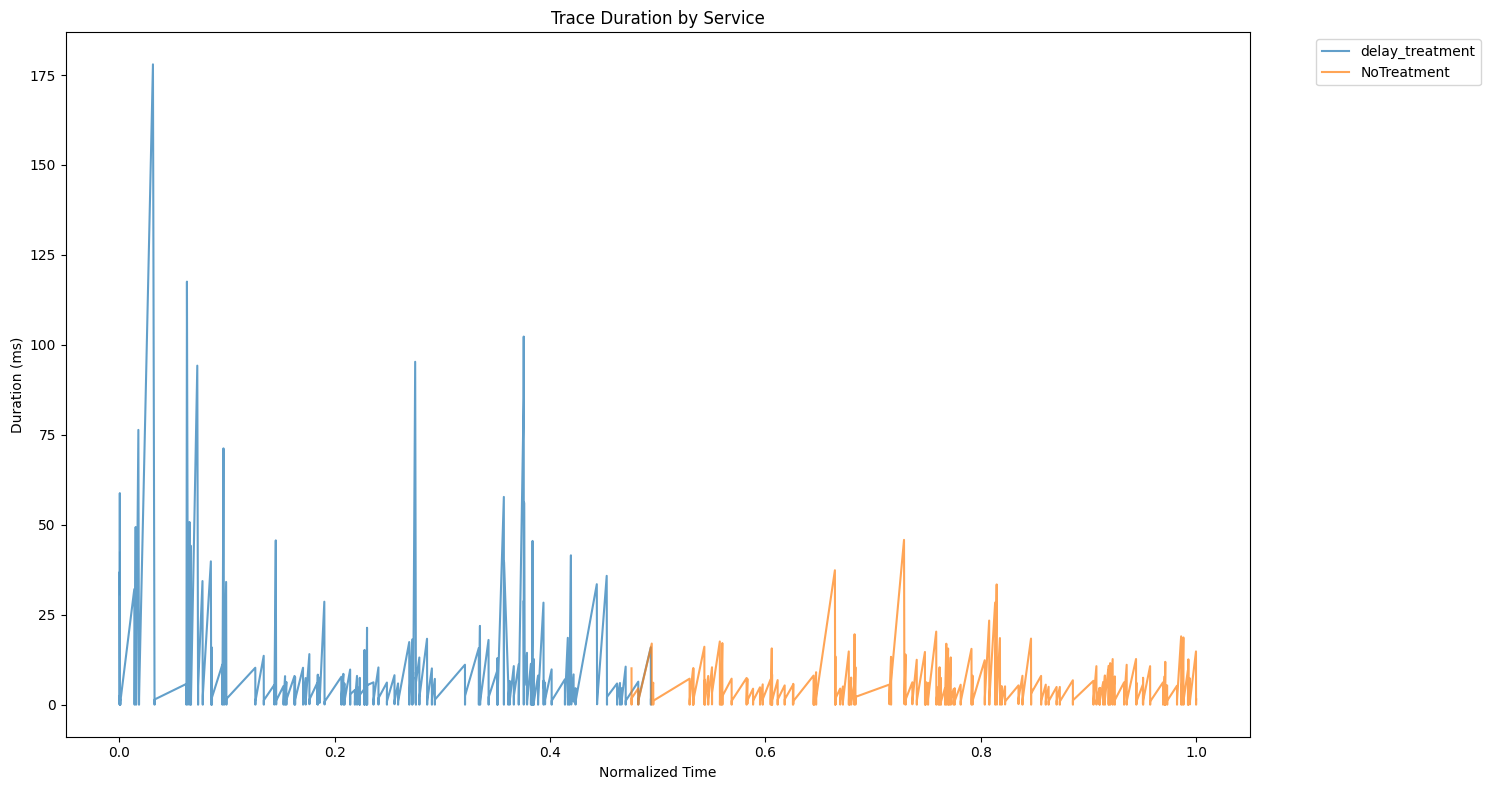 Trace Duration by Service
delay_treatment
NoTreatment
175
150
125
100
75
50
25
0
Duration (ms)
0.0 0.2 0.4 0.6 0.8 1.0
Normalized Time